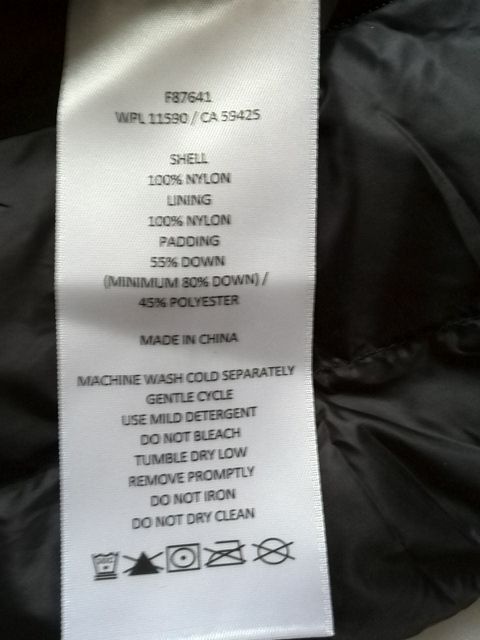 F87641
WPL 11590 / CA 59425
SHELL
100% NYLON
LINING
100% NYLON
PADDING
55% DOWN
(MINIMUM 80% DOWN) /
45% POLYESTER
MADE IN CHINA
MACHINE WASH COLD SEPARATELY
GENTLE CYCLE
USE MILD DETERGENT
DO NOT BLEACH
TUMBLE DRY LOW
REMOVE PROMPTLY
DO NOT IRON
DO NOT DRY CLEAN